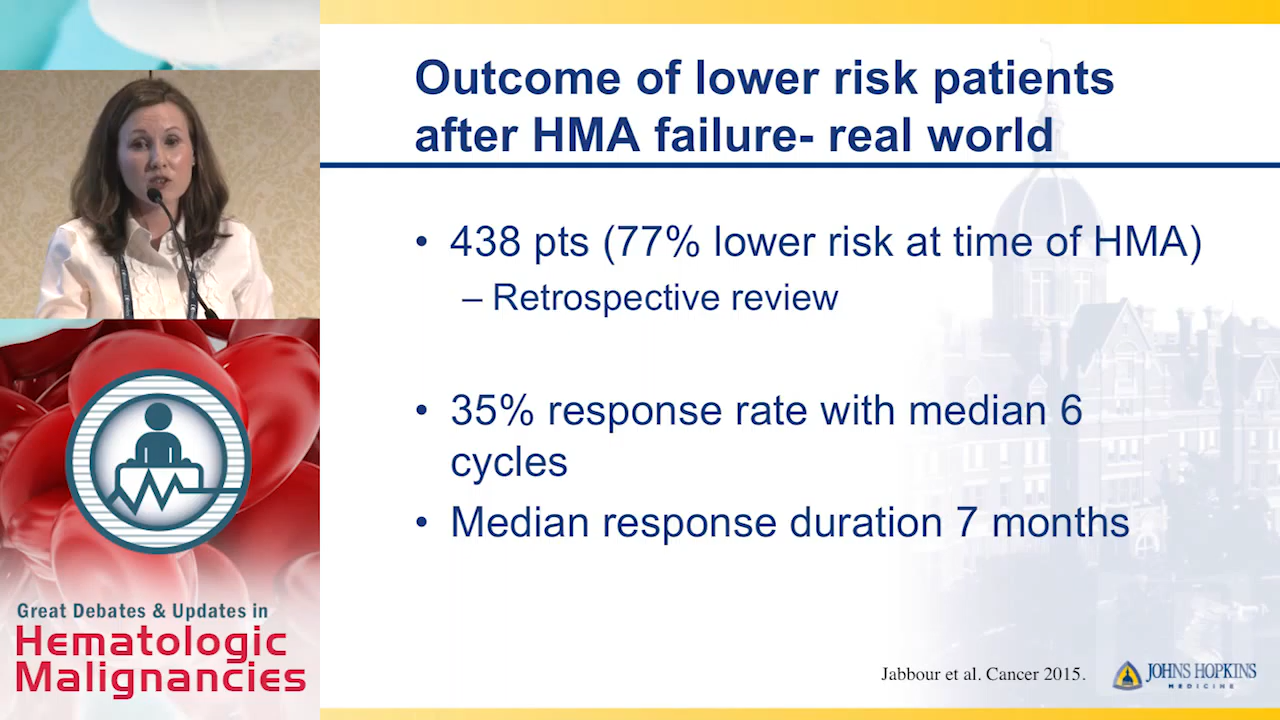 Outcome of lower risk patients
after HMA failure- real world
• 438 pts (77% lower risk at time of HMA)
– Retrospective review
• 35% response rate with median 6
cycles
• Median response duration 7 months
Jabbour et al. Cancer 2015.
JOHNS HOPKINS
MEDICINE
Great Debates & Updates in
Hematologic
Malignancies